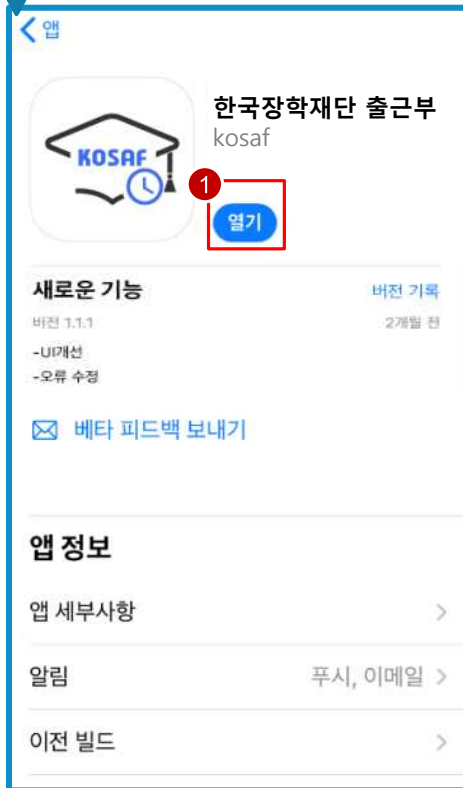 앱
한국장학재단 출근부
kosaf
KOSAF
1
열기
새로운 기능 버전 기록
버전 1.1.1 2개월 전
-UI개선
-오류 수정
베타 피드백 보내기
앱 정보
앱 세부사항
알림 푸시, 이메일
이전 빌드